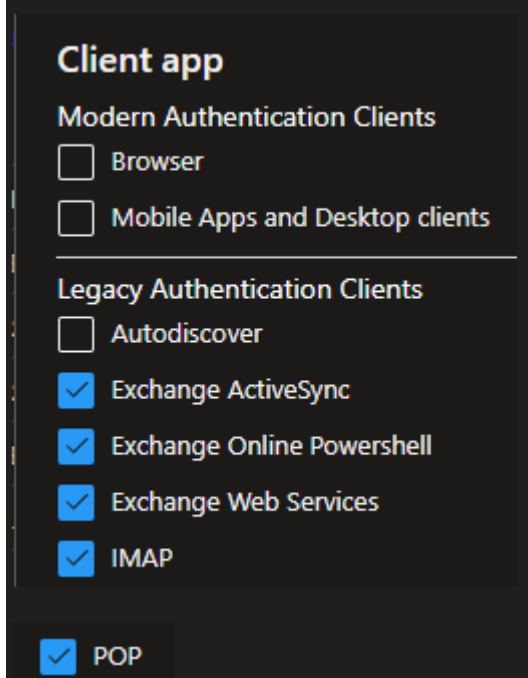 Client app
Modern Authentication Clients
Browser
Mobile Apps and Desktop clients
Legacy Authentication Clients
Autodiscover
Exchange ActiveSync
Exchange Online Powershell
Exchange Web Services
IMAP
POP